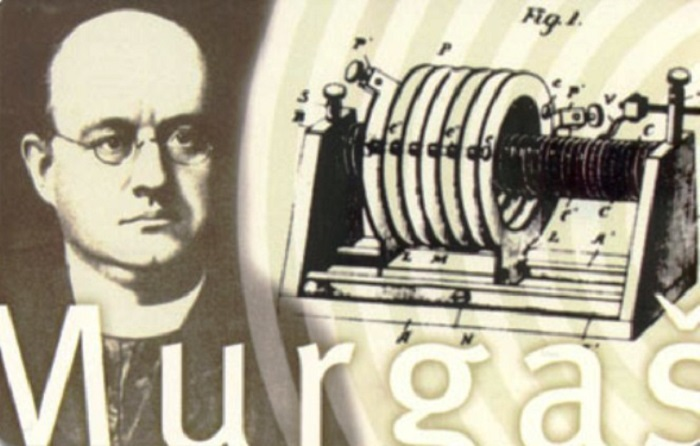 Fig. 1.
P' P e P' V
S
B
C
L M L A'
A N
Murgaš